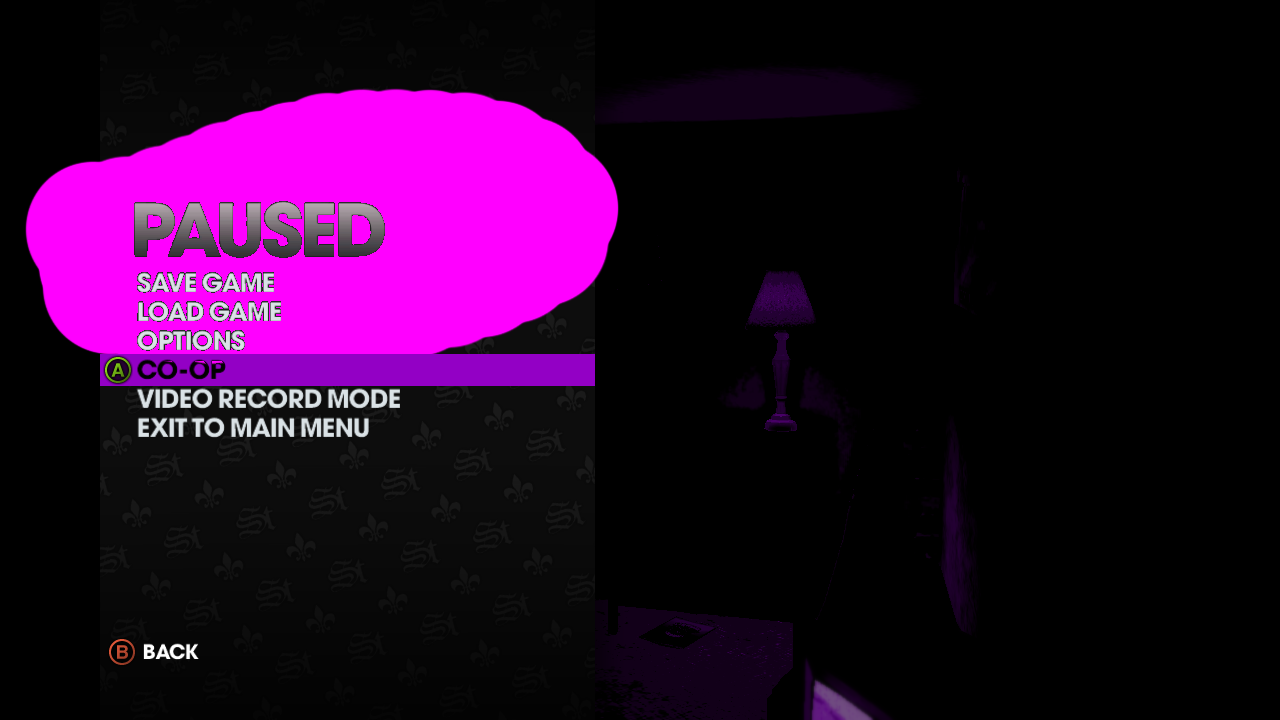 PAUSED
SAVE GAME
LOAD GAME
OPTIONS
A CO-OP
VIDEO RECORD MODE
EXIT TO MAIN MENU
B BACK